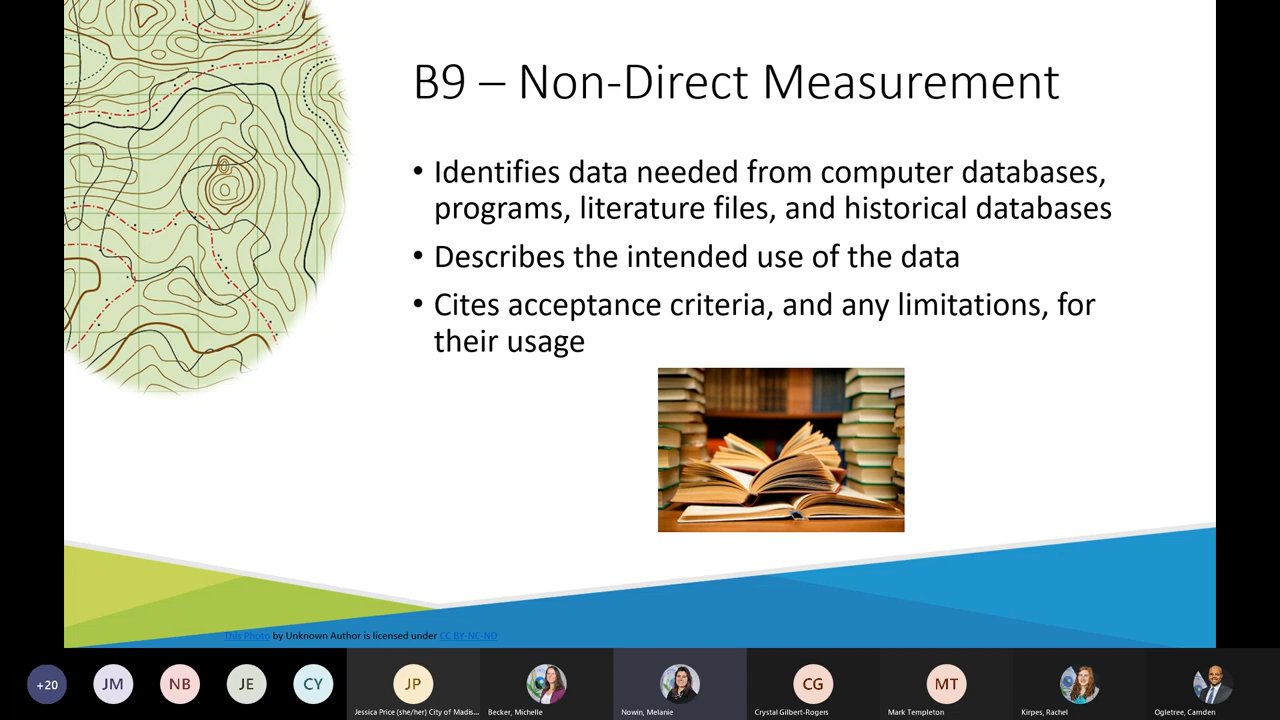 B9 – Non-Direct Measurement
• Identifies data needed from computer databases,
programs, literature files, and historical databases
• Describes the intended use of the data
• Cites acceptance criteria, and any limitations, for
their usage
This Photo by Unknown Author is licensed under CC BY-NC-ND
+20
JM
NB
JE
CY
JP
CG
MT
Jessica Price (she/her) City of Madis...
Becker, Michelle
Nowin, Melanie
Crystal Gilbert-Rogers
Mark Templeton
Kirpes, Rachel
Ogletree, Camden